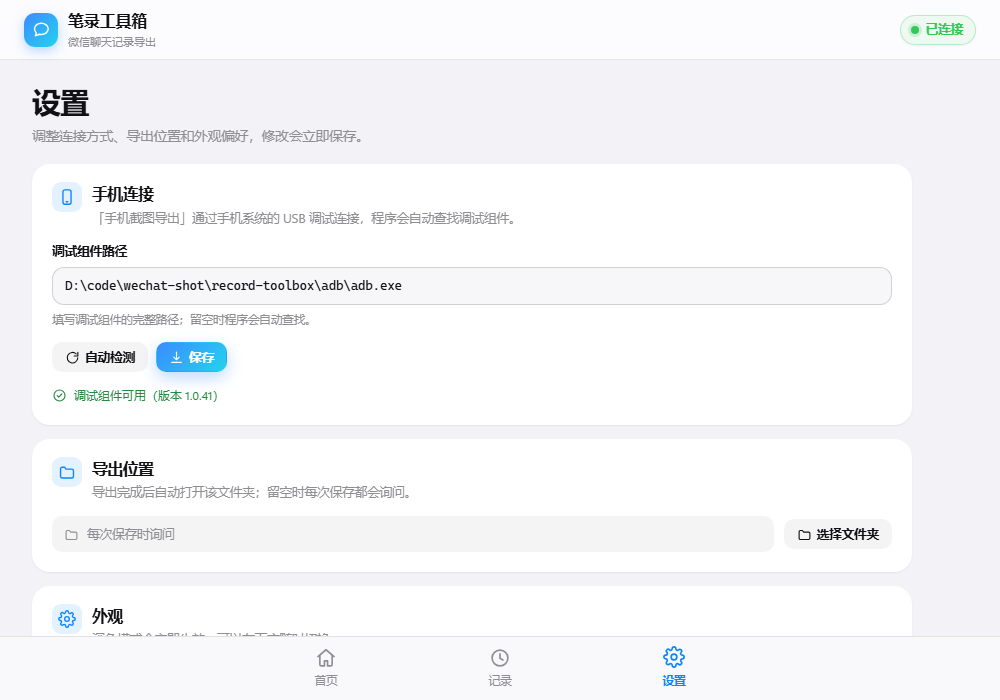 笔录工具箱
微信聊天记录导出
已连接
设置
调整连接方式、导出位置和外观偏好，修改会立即保存。
手机连接
「手机截图导出」通过手机系统的 USB 调试连接，程序会自动查找调试组件。
调试组件路径
D:\code\wechat-shot\record-toolbox\adb\adb.exe
填写调试组件的完整路径；留空时程序会自动查找。
自动检测
保存
调试组件可用（版本 1.0.41）
导出位置
导出完成后自动打开该文件夹；留空时每次保存都会询问。
每次保存时询问
选择文件夹
外观
首页
记录
设置